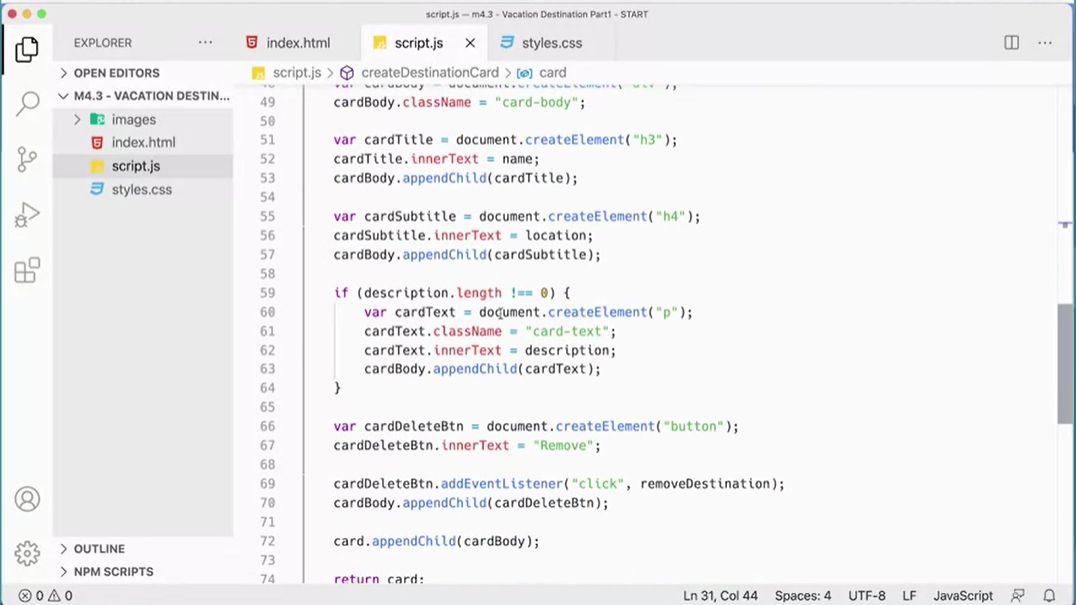 script.js — m4.3 - Vacation Destination Part1 - START
EXPLORER
index.html
script.js
styles.css
OPEN EDITORS
script.js > createDestinationCard > card
M4.3 - VACATION DESTIN...
images
index.html
script.js
styles.css
48 var cardBody = document.createElement("div");
49 cardBody.className = "card-body";
50
51 var cardTitle = document.createElement("h3");
52 cardTitle.innerText = name;
53 cardBody.appendChild(cardTitle);
54
55 var cardSubtitle = document.createElement("h4");
56 cardSubtitle.innerText = location;
57 cardBody.appendChild(cardSubtitle);
58
59 if (description.length !== 0) {
60 var cardText = document.createElement("p");
61 cardText.className = "card-text";
62 cardText.innerText = description;
63 cardBody.appendChild(cardText);
64 }
65
66 var cardDeleteBtn = document.createElement("button");
67 cardDeleteBtn.innerText = "Remove";
68
69 cardDeleteBtn.addEventListener("click", removeDestination);
70 cardBody.appendChild(cardDeleteBtn);
71
72 card.appendChild(cardBody);
73
74 return card;
OUTLINE
NPM SCRIPTS
0 0
Ln 31, Col 44
Spaces: 4
UTF-8
LF
JavaScript